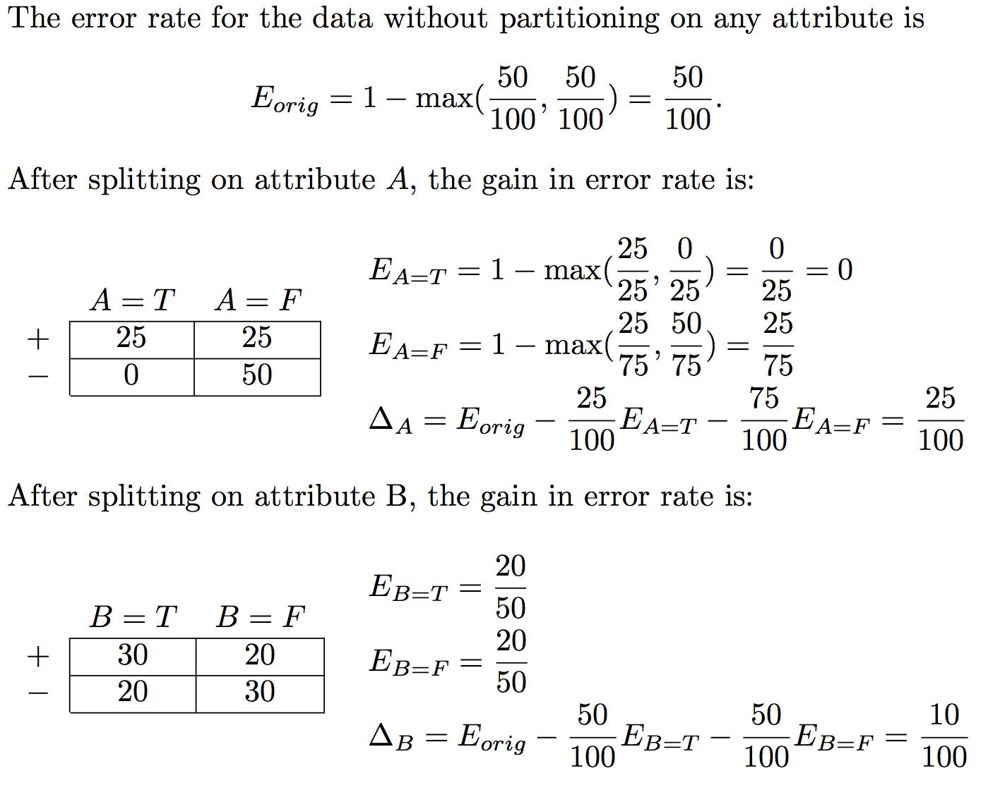 The error rate for the data without partitioning on any attribute is
E_{orig} = 1 − max(\frac{50}{100}, \frac{50}{100}) = \frac{50}{100}.
After splitting on attribute A, the gain in error rate is:
A = T A = F
+ 25 25
− 0 50
E_{A=T} = 1 − max(\frac{25}{25}, \frac{0}{25}) = \frac{0}{25} = 0
E_{A=F} = 1 − max(\frac{25}{75}, \frac{50}{75}) = \frac{25}{75}
Δ_A = E_{orig} − \frac{25}{100}E_{A=T} − \frac{75}{100}E_{A=F} = \frac{25}{100}
After splitting on attribute B, the gain in error rate is:
B = T B = F
+ 30 20
− 20 30
E_{B=T} = \frac{20}{50}
E_{B=F} = \frac{20}{50}
Δ_B = E_{orig} − \frac{50}{100}E_{B=T} − \frac{50}{100}E_{B=F} = \frac{10}{100}